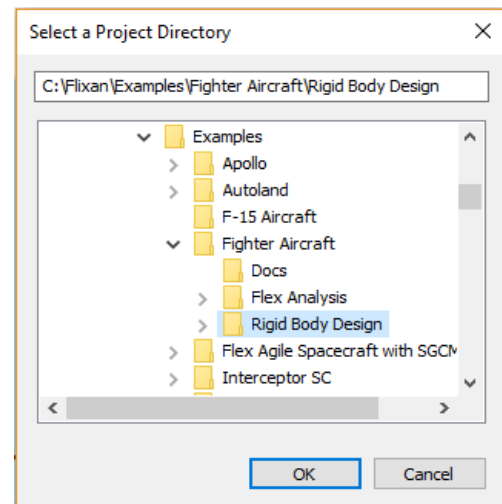 Select a Project Directory
C:\Flixan\Examples\Fighter Aircraft\Rigid Body Design
Examples
Apollo
Autoland
F-15 Aircraft
Fighter Aircraft
Docs
Flex Analysis
Rigid Body Design
Flex Agile Spacecraft with SGCM
Interceptor SC
OK
Cancel